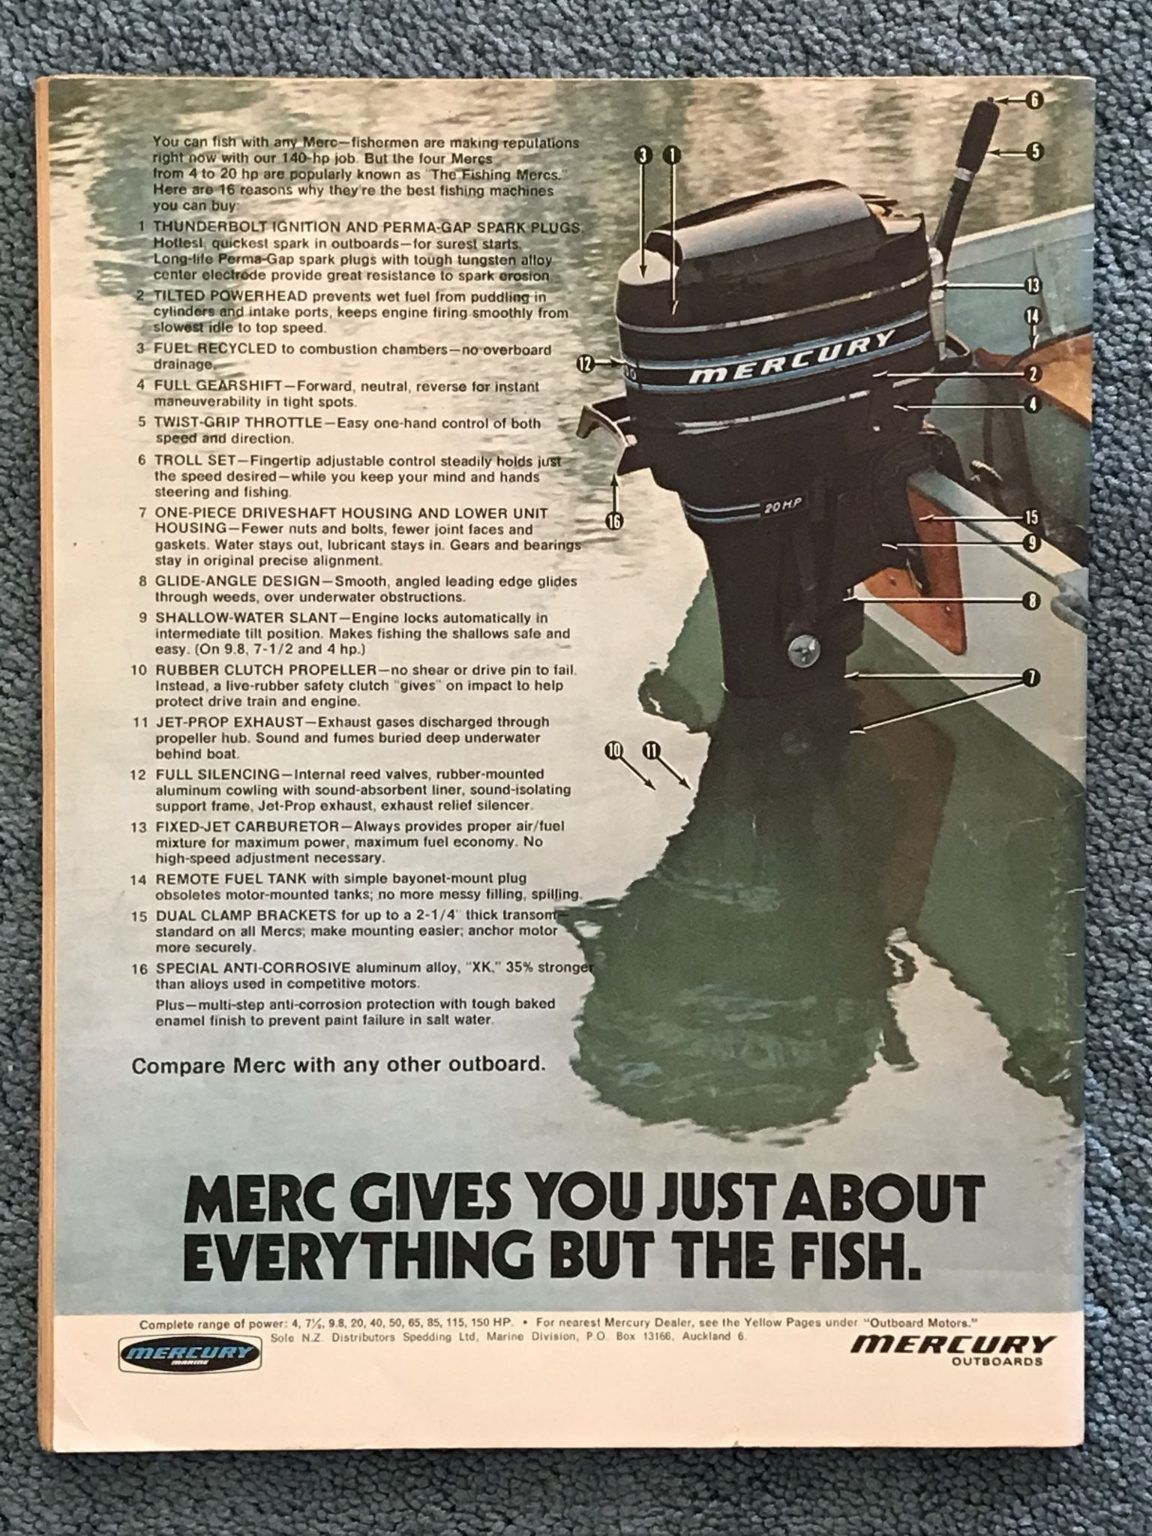 You can fish with any Merc—fishermen are making reputations
right now with our 140-hp job. But the four Mercs
from 4 to 20 hp are popularly known as "The Fishing Mercs."
Here are 16 reasons why they're the best fishing machines
you can buy:
1 THUNDERBOLT IGNITION AND PERMA-GAP SPARK PLUGS.
Hottest, quickest spark in outboards—for surest starts.
Long-life Perma-Gap spark plugs with tough tungsten alloy
center electrode provide great resistance to spark erosion.
2 TILTED POWERHEAD prevents wet fuel from puddling in
cylinders and intake ports, keeps engine firing smoothly from
slowest idle to top speed.
3 FUEL RECYCLED to combustion chambers—no overboard
drainage.
4 FULL GEARSHIFT—Forward, neutral, reverse for instant
maneuverability in tight spots.
5 TWIST-GRIP THROTTLE—Easy one-hand control of both
speed and direction.
6 TROLL SET—Fingertip adjustable control steadily holds just
the speed desired—while you keep your mind and hands
steering and fishing.
7 ONE-PIECE DRIVESHAFT HOUSING AND LOWER UNIT
HOUSING—Fewer nuts and bolts, fewer joint faces and
gaskets. Water stays out, lubricant stays in. Gears and bearings
stay in original precise alignment.
8 GLIDE-ANGLE DESIGN—Smooth, angled leading edge glides
through weeds, over underwater obstructions.
9 SHALLOW-WATER SLANT—Engine locks automatically in
intermediate tilt position. Makes fishing the shallows safe and
easy. (On 9.8, 7-1/2 and 4 hp.)
10 RUBBER CLUTCH PROPELLER—no shear or drive pin to fail.
Instead, a live-rubber safety clutch "gives" on impact to help
protect drive train and engine.
11 JET-PROP EXHAUST—Exhaust gases discharged through
propeller hub. Sound and fumes buried deep underwater
behind boat.
12 FULL SILENCING—Internal reed valves, rubber-mounted
aluminum cowling with sound-absorbent liner, sound-isolating
support frame, Jet-Prop exhaust, exhaust relief silencer.
13 FIXED-JET CARBURETOR—Always provides proper air/fuel
mixture for maximum power, maximum fuel economy. No
high-speed adjustment necessary.
14 REMOTE FUEL TANK with simple bayonet-mount plug
obsoletes motor-mounted tanks; no more messy filling, spilling.
15 DUAL CLAMP BRACKETS for up to a 2-1/4" thick transom—
standard on all Mercs; make mounting easier; anchor motor
more securely.
16 SPECIAL ANTI-CORROSIVE aluminum alloy, "XK," 35% stronger
than alloys used in competitive motors.
Plus—multi-step anti-corrosion protection with tough baked
enamel finish to prevent paint failure in salt water.
Compare Merc with any other outboard.
6
5
3 1
13
14
12
MERCURY
2
4
20 HP
16
15
9
8
7
10 11
MERC GIVES YOU JUST ABOUT
EVERYTHING BUT THE FISH.
Complete range of power: 4, 7½, 9.8, 20, 40, 50, 65, 85, 115, 150 HP. • For nearest Mercury Dealer, see the Yellow Pages under "Outboard Motors."
Sole N.Z. Distributors Spedding Ltd, Marine Division, P.O. Box 13166, Auckland 6.
MERCURY
MARINE
MERCURY
OUTBOARDS